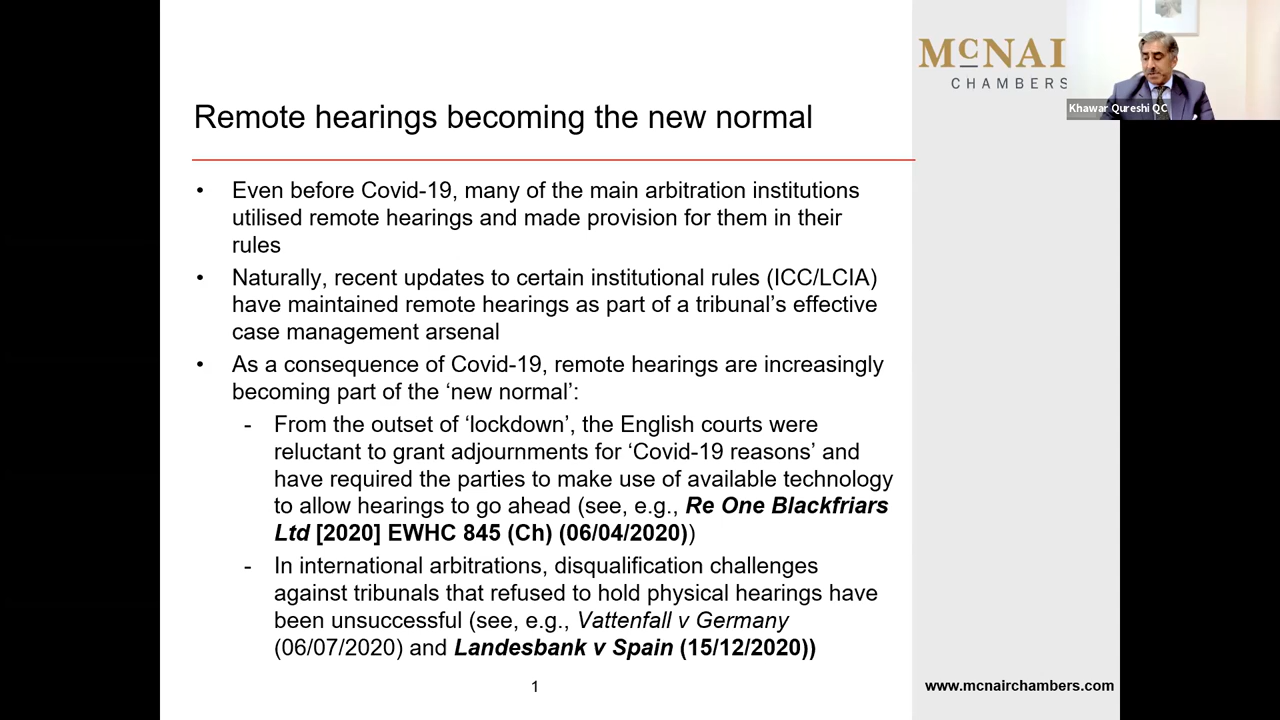 McNAI
CHAMBERS
Khawar Qureshi QC
Remote hearings becoming the new normal
• Even before Covid-19, many of the main arbitration institutions
utilised remote hearings and made provision for them in their
rules
• Naturally, recent updates to certain institutional rules (ICC/LCIA)
have maintained remote hearings as part of a tribunal’s effective
case management arsenal
• As a consequence of Covid-19, remote hearings are increasingly
becoming part of the ‘new normal’:
- From the outset of ‘lockdown’, the English courts were
reluctant to grant adjournments for ‘Covid-19 reasons’ and
have required the parties to make use of available technology
to allow hearings to go ahead (see, e.g., Re One Blackfriars
Ltd [2020] EWHC 845 (Ch) (06/04/2020))
- In international arbitrations, disqualification challenges
against tribunals that refused to hold physical hearings have
been unsuccessful (see, e.g., Vattenfall v Germany
(06/07/2020) and Landesbank v Spain (15/12/2020))
1
www.mcnairchambers.com